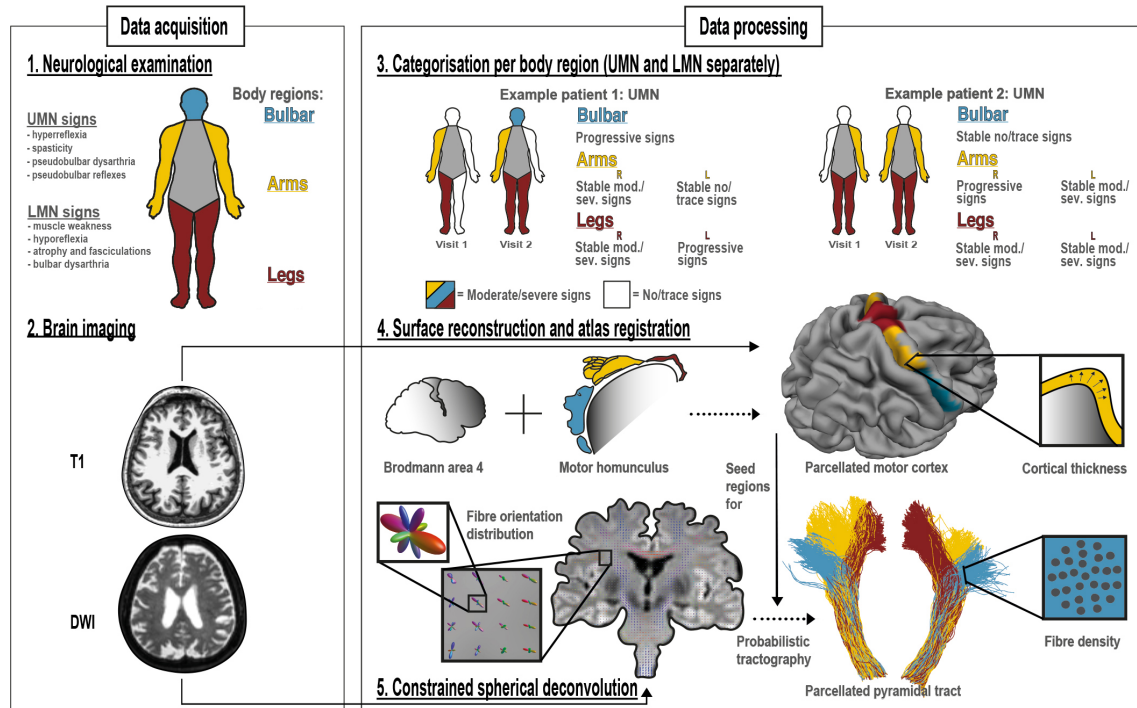 Data acquisition
1. Neurological examination
UMN signs
- hyperreflexia
- spasticity
- pseudobulbar dysarthria
- pseudobulbar reflexes
LMN signs
- muscle weakness
- hyporeflexia
- atrophy and fasciculations
- bulbar dysarthria
Body regions:
Bulbar
Arms
Legs
2. Brain imaging
T1
DWI
Data processing
3. Categorisation per body region (UMN and LMN separately)
Example patient 1: UMN
Visit 1
Visit 2
Bulbar
Progressive signs
Arms
R L
Stable mod./ Stable no/
sev. signs trace signs
Legs
R L
Stable mod./ Progressive
sev. signs signs
Example patient 2: UMN
Visit 1
Visit 2
Bulbar
Stable no/trace signs
Arms
R L
Progressive Stable mod./
signs sev. signs
Legs
R L
Stable mod./ Stable mod./
sev. signs sev. signs
= Moderate/severe signs
= No/trace signs
4. Surface reconstruction and atlas registration
Brodmann area 4
Motor homunculus
Parcellated motor cortex
Cortical thickness
Seed
regions
for
Fibre orientation
distribution
Probabilistic
tractography
Parcellated pyramidal tract
Fibre density
5. Constrained spherical deconvolution